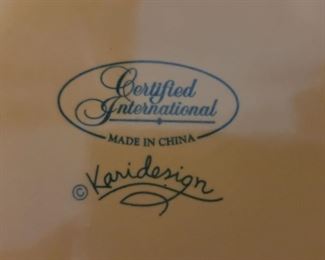 Certified
International
MADE IN CHINA
© Karidesign